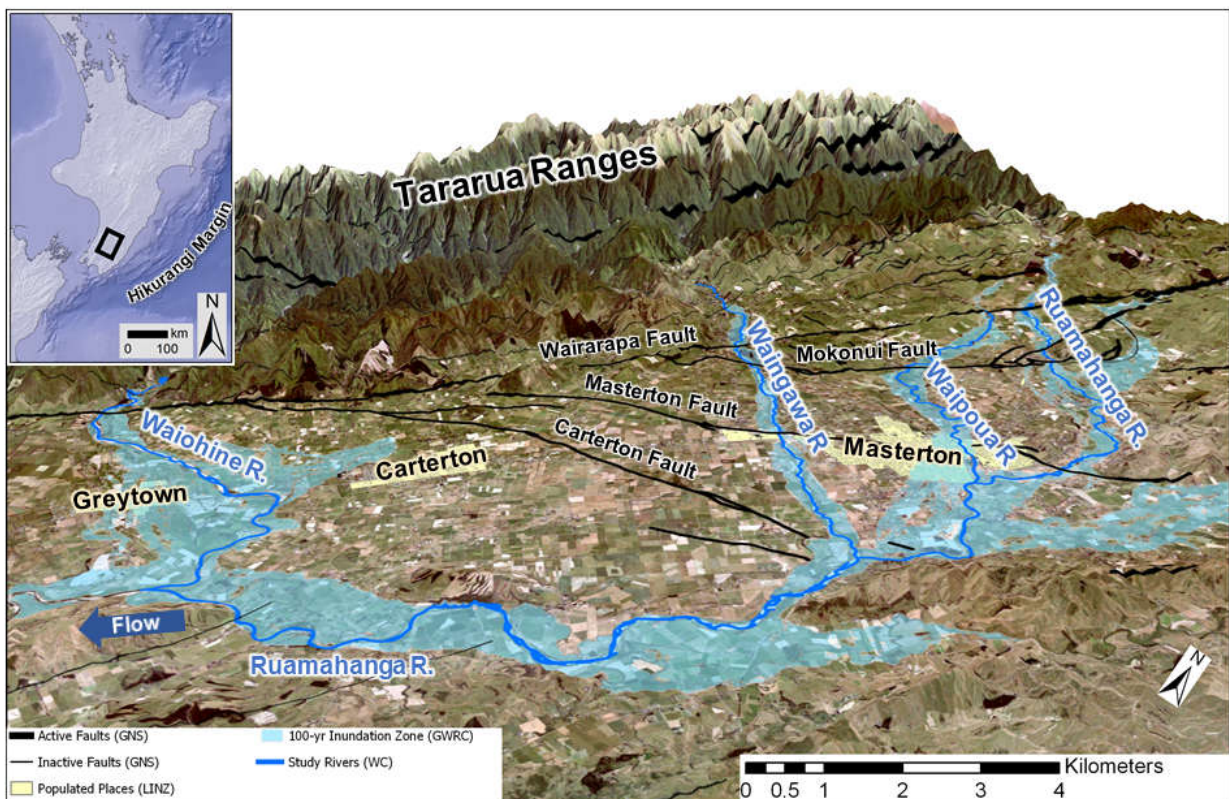 Hikurangi Margin
N
km
0 100
Tararua Ranges
Wairarapa Fault
Mokonui Fault
Masterton Fault
Carterton Fault
Waingawa R.
Waipoua R.
Ruamahanga R.
Waiohine R.
Greytown
Carterton
Masterton
Flow
Ruamahanga R.
N
Active Faults (GNS)
Inactive Faults (GNS)
Populated Places (LINZ)
100-yr Inundation Zone (GWRC)
Study Rivers (WC)
Kilometers
0 0.5 1 2 3 4